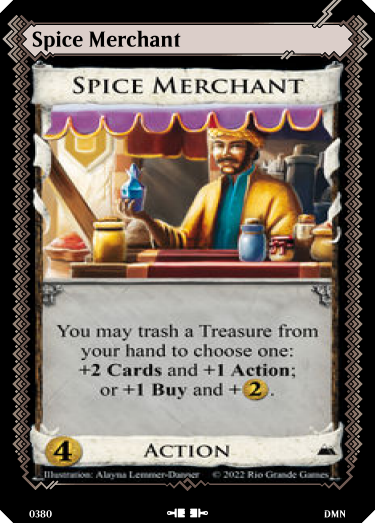 Spice Merchant
SPICE MERCHANT
You may trash a Treasure from
your hand to choose one:
+2 Cards and +1 Action;
or +1 Buy and +2.
4 ACTION
Illustration: Alayna Lemmer-Danner © 2022 Rio Grande Games
0380 DMN